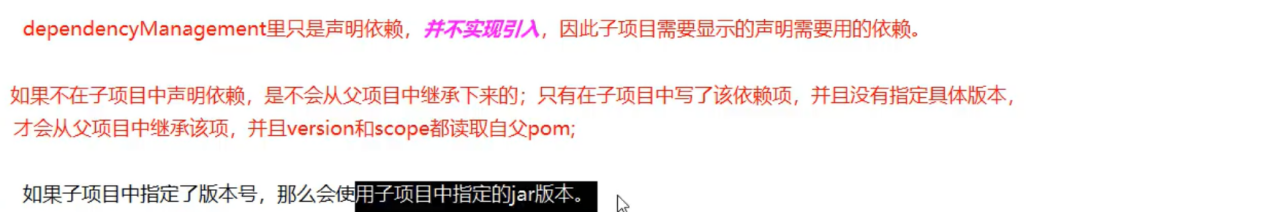 dependencyManagement里只是声明依赖，并不实现引入，因此子项目需要显示的声明需要用的依赖。
如果不在子项目中声明依赖，是不会从父项目中继承下来的；只有在子项目中写了该依赖项，并且没有指定具体版本，
才会从父项目中继承该项，并且version和scope都读取自父pom;
如果子项目中指定了版本号，那么会使用子项目中指定的jar版本。